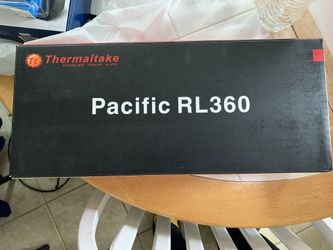 Thermaltake
COOLER YOUR LIFE
Pacific RL360